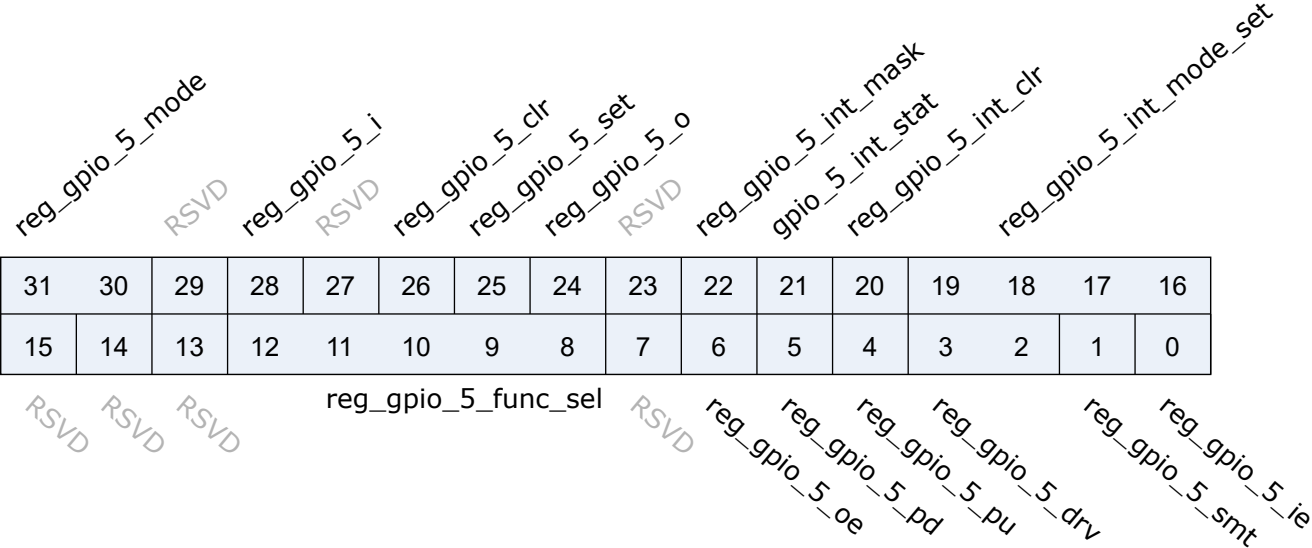 reg_gpio_5_mode
RSVD
reg_gpio_5_i
RSVD
reg_gpio_5_clr
reg_gpio_5_set
reg_gpio_5_o
RSVD
reg_gpio_5_int_mask
gpio_5_int_stat
reg_gpio_5_int_clr
reg_gpio_5_int_mode_set
31 30 29 28 27 26 25 24 23 22 21 20 19 18 17 16
15 14 13 12 11 10 9 8 7 6 5 4 3 2 1 0
RSVD
RSVD
RSVD
reg_gpio_5_func_sel
RSVD
reg_gpio_5_oe
reg_gpio_5_pd
reg_gpio_5_pu
reg_gpio_5_drv
reg_gpio_5_smt
reg_gpio_5_ie